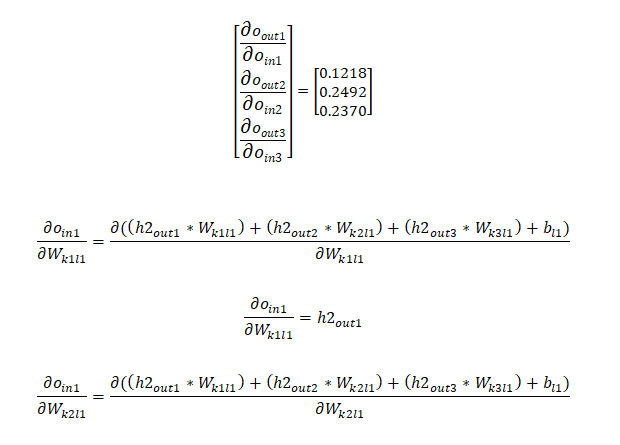 [∂o_out1/∂o_in1
∂o_out2/∂o_in2
∂o_out3/∂o_in3] = [0.1218
0.2492
0.2370]
∂o_in1/∂W_k1l1 = ∂((h2_out1 * W_k1l1) + (h2_out2 * W_k2l1) + (h2_out3 * W_k3l1) + b_l1)/∂W_k1l1
∂o_in1/∂W_k1l1 = h2_out1
∂o_in1/∂W_k2l1 = ∂((h2_out1 * W_k1l1) + (h2_out2 * W_k2l1) + (h2_out3 * W_k3l1) + b_l1)/∂W_k2l1